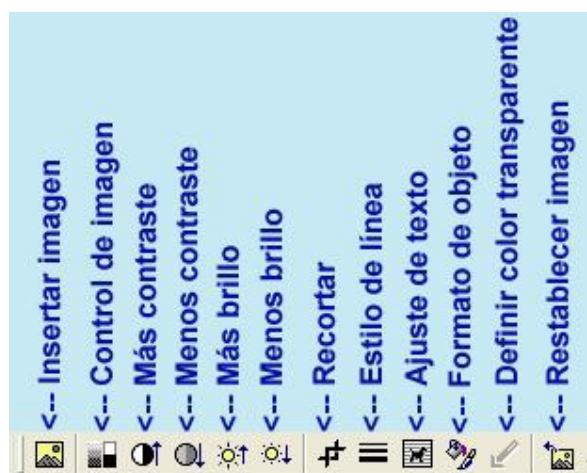 <-- Insertar imagen
<-- Control de imagen
<-- Más contraste
<-- Menos contraste
<-- Más brillo
<-- Menos brillo
<-- Recortar
<-- Estilo de línea
<-- Ajuste de texto
<-- Formato de objeto
<-- Definir color transparente
<-- Restablecer imagen